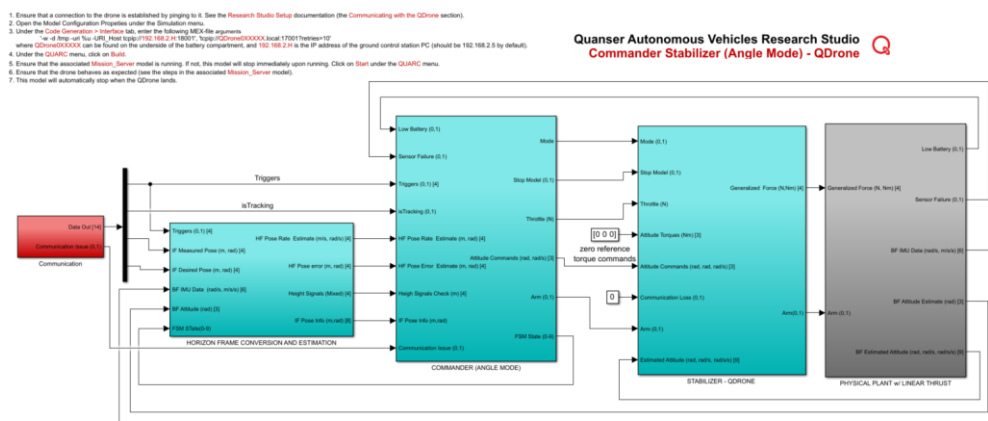 1. Ensure that a connection to the drone is established by pinging to it. See the Research Studio Setup documentation (the Communicating with the QDrone section).
2. Open the Model Configuration Propeties under the Simulation menu.
3. Under the Code Generation > Interface tab, enter the following MEX-file arguments
'-w -d /tmp -uri %u -URI_Host tcpip://192.168.2.H:18001', 'tcpip://QDrone0XXXXX.local:17001?retries=10'
where QDrone0XXXXX can be found on the underside of the battery compartment, and 192.168.2.H is the IP address of the ground control station PC (should be 192.168.2.5 by default).
4. Under the QUARC menu, click on Build.
5. Ensure the associated Mission_Server model is running. If not, this model will stop immediately upon running. Click on Start under the QUARC menu.
6. Ensure that the drone behaves as expected (see the steps in the associated Mission_Server model).
7. This model will automatically stop when the QDrone lands.
Quanser Autonomous Vehicles Research Studio
Commander Stabilizer (Angle Mode) - QDrone
Data Out [14]
Communication Issue (0,1)
Communication
Triggers
isTracking
Triggers (0,1) [4]
IF Measured Pose (m, rad) [4]
IF Desired Pose (m, rad) [4]
BF IMU Data (rad/s, m/s/s) [6]
BF Attitude (rad) [3]
FSM STate(0-6)
HF Pose Rate Estimate (m/s, rad/s) [4]
HF Pose error (m, rad) [4]
Height Signals (Mixed) [4]
IF Pose Info (m,rad) [8]
HORIZON FRAME CONVERSION AND ESTIMATION
Low Battery (0,1)
Sensor Failure (0,1)
Triggers (0,1) [4]
isTracking (0,1)
HF Pose Rate Estimate (m, rad) [4]
HF Pose Error Estimate (m, rad) [4]
Heigh Signals Check (m) [4]
IF Pose Info (m,rad)
Communication Issue (0,1)
Mode
Stop Model (0,1)
Throttle (N)
Attitude Commands (rad, rad/s) [3]
Arm (0,1)
FSM State (0-6)
COMMANDER (ANGLE MODE)
[0 0 0]
zero reference
torque commands
0
Mode (0,1)
Stop Model (0,1)
Throttle (N)
Attitude Torques (Nm) [3]
Attitude Commands (rad, rad, rad/s) [3]
Communication Loss (0,1)
Arm (0,1)
Estimated Attitude (rad, rad/s, rad/s/s) [9]
Generalized Force (N,Nm) [4]
Arm(0,1)
STABILIZER - QDRONE
Generalized Force (N, Nm) [4]
Arm (0,1)
Low Battery (0,1)
Sensor Failure (0,1)
BF IMU Data (rad/s, m/s/s) [6]
BF Attitude Estimate (rad) [3]
BF Estimated Attitude (rad, rad/s, rad/s/s) [9]
PHYSICAL PLANT w/ LINEAR THRUST